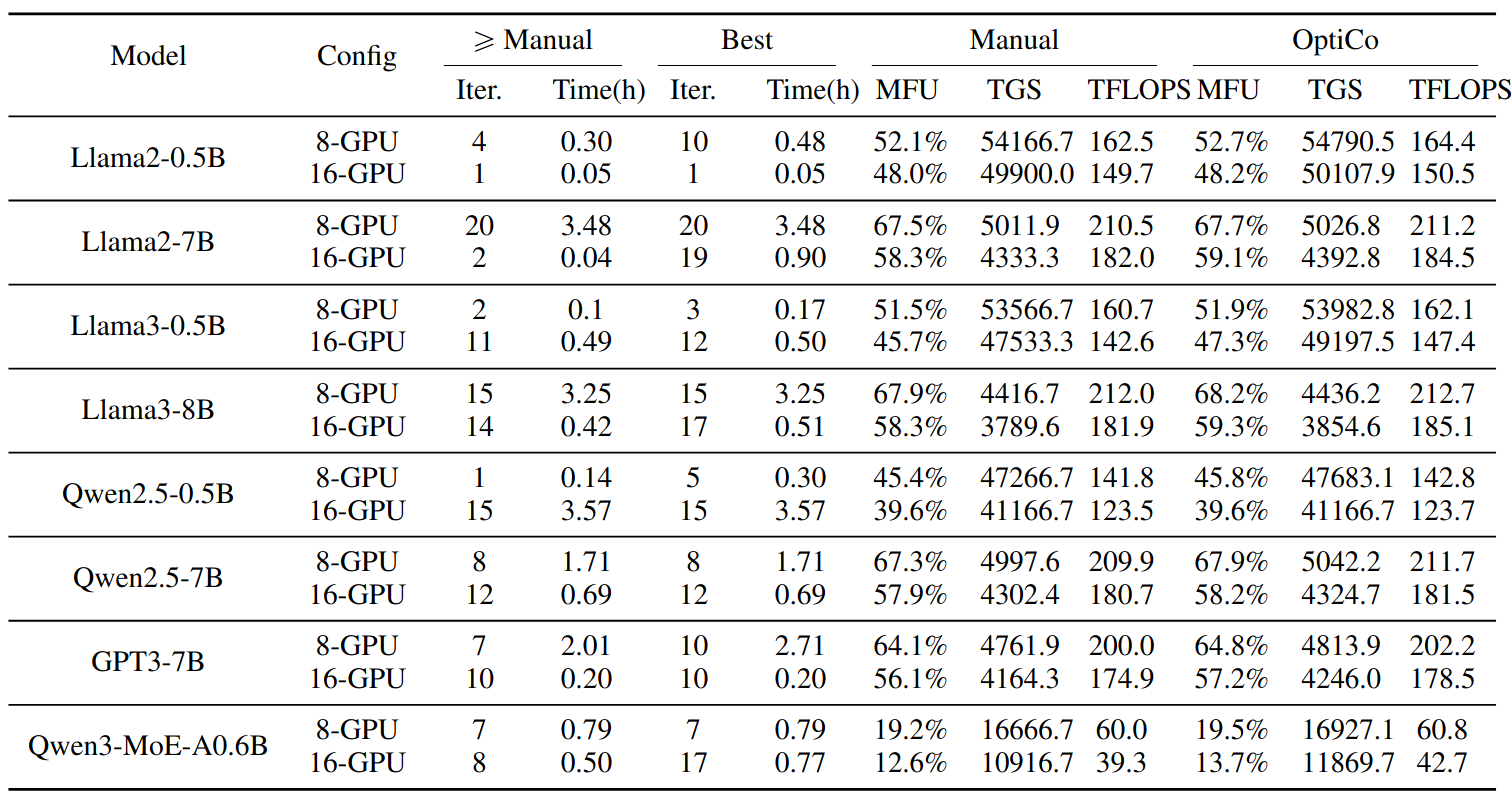 Model Config ⩾ Manual Best Manual OptiCo
Iter. Time(h) Iter. Time(h) MFU TGS TFLOPS MFU TGS TFLOPS
Llama2-0.5B 8-GPU 4 0.30 10 0.48 52.1% 54166.7 162.5 52.7% 54790.5 164.4
16-GPU 1 0.05 1 0.05 48.0% 49900.0 149.7 48.2% 50107.9 150.5
Llama2-7B 8-GPU 20 3.48 20 3.48 67.5% 5011.9 210.5 67.7% 5026.8 211.2
16-GPU 2 0.04 19 0.90 58.3% 4333.3 182.0 59.1% 4392.8 184.5
Llama3-0.5B 8-GPU 2 0.1 3 0.17 51.5% 53566.7 160.7 51.9% 53982.8 162.1
16-GPU 11 0.49 12 0.50 45.7% 47533.3 142.6 47.3% 49197.5 147.4
Llama3-8B 8-GPU 15 3.25 15 3.25 67.9% 4416.7 212.0 68.2% 4436.2 212.7
16-GPU 14 0.42 17 0.51 58.3% 3789.6 181.9 59.3% 3854.6 185.1
Qwen2.5-0.5B 8-GPU 1 0.14 5 0.30 45.4% 47266.7 141.8 45.8% 47683.1 142.8
16-GPU 15 3.57 15 3.57 39.6% 41166.7 123.5 39.6% 41166.7 123.7
Qwen2.5-7B 8-GPU 8 1.71 8 1.71 67.3% 4997.6 209.9 67.9% 5042.2 211.7
16-GPU 12 0.69 12 0.69 57.9% 4302.4 180.7 58.2% 4324.7 181.5
GPT3-7B 8-GPU 7 2.01 10 2.71 64.1% 4761.9 200.0 64.8% 4813.9 202.2
16-GPU 10 0.20 10 0.20 56.1% 4164.3 174.9 57.2% 4246.0 178.5
Qwen3-MoE-A0.6B 8-GPU 7 0.79 7 0.79 19.2% 16666.7 60.0 19.5% 16927.1 60.8
16-GPU 8 0.50 17 0.77 12.6% 10916.7 39.3 13.7% 11869.7 42.7